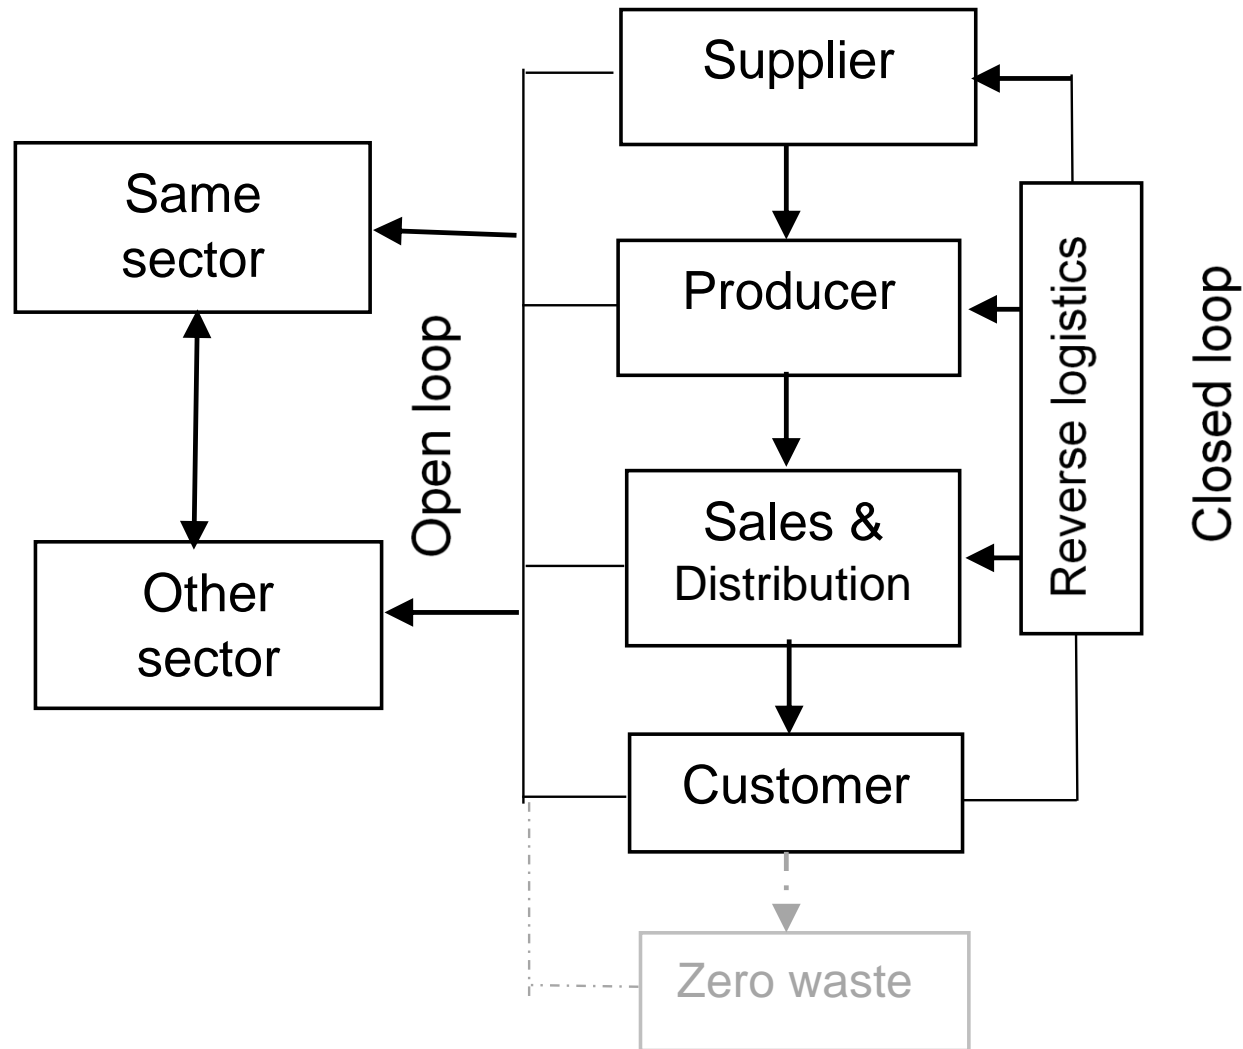 Supplier
Same
sector
Producer
Open loop
Reverse logistics
Closed loop
Sales &
Distribution
Other
sector
Customer
Zero waste